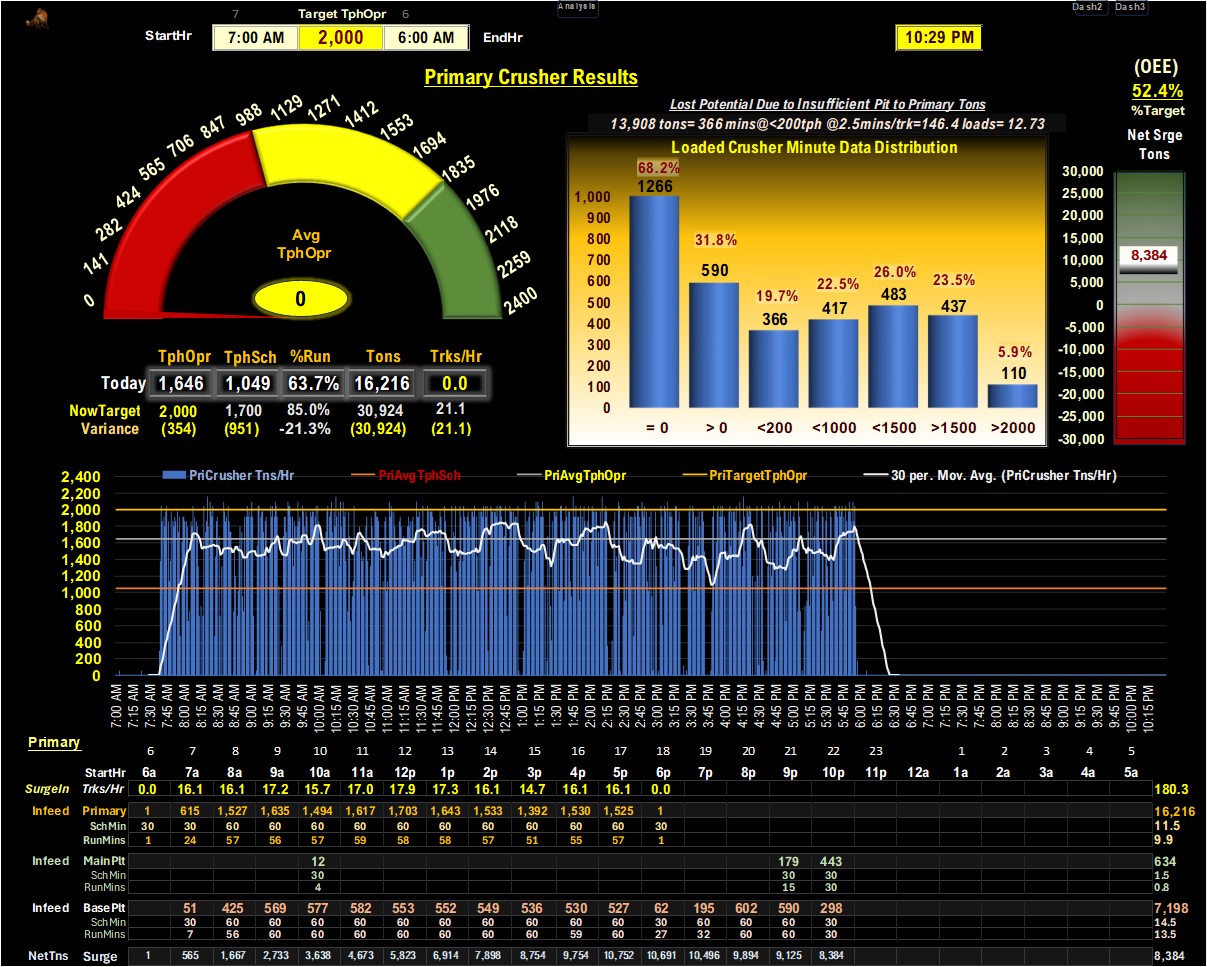 7 Target TphOpr 6 Analysis Dash2 Dash3
StartHr 7:00 AM 2,000 6:00 AM EndHr 10:29 PM
Primary Crusher Results
(OEE)
52.4%
%Target
Net Srge
Tons
0 141 282 424 565 706 847 988 1129 1271 1412 1553 1694 1835 1976 2118 2259 2400
Avg
TphOpr
0
Lost Potential Due to Insufficient Pit to Primary Tons
13,908 tons= 366 mins@<200tph @2.5mins/trk=146.4 loads= 12.73
Loaded Crusher Minute Data Distribution
1,000
900
800
700
600
500
400
300
200
100
0
68.2% 31.8% 19.7% 22.5% 26.0% 23.5% 5.9%
1266 590 366 417 483 437 110
= 0 > 0 <200 <1000 <1500 >1500 >2000
30,000
25,000
20,000
15,000
10,000
5,000
0
-5,000
-10,000
-15,000
-20,000
-25,000
-30,000
8,384
TphOpr TphSch %Run Tons Trks/Hr
Today 1,646 1,049 63.7% 16,216 0.0
NowTarget 2,000 1,700 85.0% 30,924 21.1
Variance (354) (951) -21.3% (30,924) (21.1)
PriCrusher Tns/Hr PriAvgTphSch PriAvgTphOpr PriTargetTphOpr 30 per. Mov. Avg. (PriCrusher Tns/Hr)
2,400
2,200
2,000
1,800
1,600
1,400
1,200
1,000
800
600
400
200
0
7:00 AM 7:15 AM 7:30 AM 7:45 AM 8:00 AM 8:15 AM 8:30 AM 8:45 AM 9:00 AM 9:15 AM 9:30 AM 9:45 AM 10:00 AM 10:15 AM 10:30 AM 10:45 AM 11:00 AM 11:15 AM 11:30 AM 11:45 AM 12:00 PM 12:15 PM 12:30 PM 12:45 PM 1:00 PM 1:15 PM 1:30 PM 1:45 PM 2:00 PM 2:15 PM 2:30 PM 2:45 PM 3:00 PM 3:15 PM 3:30 PM 3:45 PM 4:00 PM 4:15 PM 4:30 PM 4:45 PM 5:00 PM 5:15 PM 5:30 PM 5:45 PM 6:00 PM 6:15 PM 6:30 PM 6:45 PM 7:00 PM 7:15 PM 7:30 PM 7:45 PM 8:00 PM 8:15 PM 8:30 PM 8:45 PM 9:00 PM 9:15 PM 9:30 PM 9:45 PM 10:00 PM 10:15 PM
Primary
6 7 8 9 10 11 12 13 14 15 16 17 18 19 20 21 22 23 1 2 3 4 5
StartHr 6a 7a 8a 9a 10a 11a 12p 1p 2p 3p 4p 5p 6p 7p 8p 9p 10p 11p 12a 1a 2a 3a 4a 5a
SurgeIn Trks/Hr 0.0 16.1 16.1 17.2 15.7 17.0 17.9 17.3 16.1 14.7 16.1 16.1 0.0 180.3
Infeed Primary 1 615 1,527 1,635 1,494 1,617 1,703 1,643 1,533 1,392 1,530 1,525 1 16,216
SchMin 30 30 60 60 60 60 60 60 60 60 60 60 30 11.5
RunMins 1 24 57 56 57 59 58 58 57 51 55 57 1 9.9
Infeed MainPlt 12 179 443 634
SchMin 30 30 30 1.5
RunMins 4 15 30 0.8
Infeed BasePlt 51 425 569 577 582 553 552 549 536 530 527 62 195 602 590 298 7,198
SchMin 30 60 60 60 60 60 60 60 60 60 60 30 60 60 60 30 14.5
RunMins 7 56 60 60 60 60 60 60 60 59 60 27 32 60 60 30 13.5
NetTns Surge 1 565 1,667 2,733 3,638 4,673 5,823 6,914 7,898 8,754 9,754 10,752 10,691 10,496 9,894 9,125 8,384 8,384